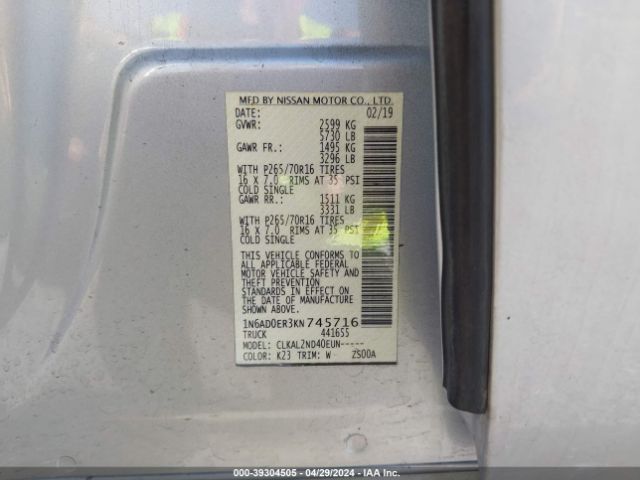 MFD BY NISSAN MOTOR CO., LTD.
DATE: 02/19
GVWR: 2599 KG
5730 LB
GAWR FR.: 1495 KG
3296 LB
WITH P265/70R16 TIRES
16 X 7.0 RIMS AT 35 PSI
COLD SINGLE
GAWR RR.: 1511 KG
3331 LB
WITH P265/70R16 TIRES
16 X 7.0 RIMS AT 35 PSI
COLD SINGLE
THIS VEHICLE CONFORMS TO
ALL APPLICABLE FEDERAL
MOTOR VEHICLE SAFETY AND
THEFT PREVENTION
STANDARDS IN EFFECT ON
THE DATE OF MANUFACTURE
SHOWN ABOVE.
1N6AD0ER3KN745716
TRUCK 441655
MODEL: CLKAL2ND40EUN-----
COLOR: K23 TRIM: W ZS00A
000-39304505 - 04/29/2024 - IAA Inc.